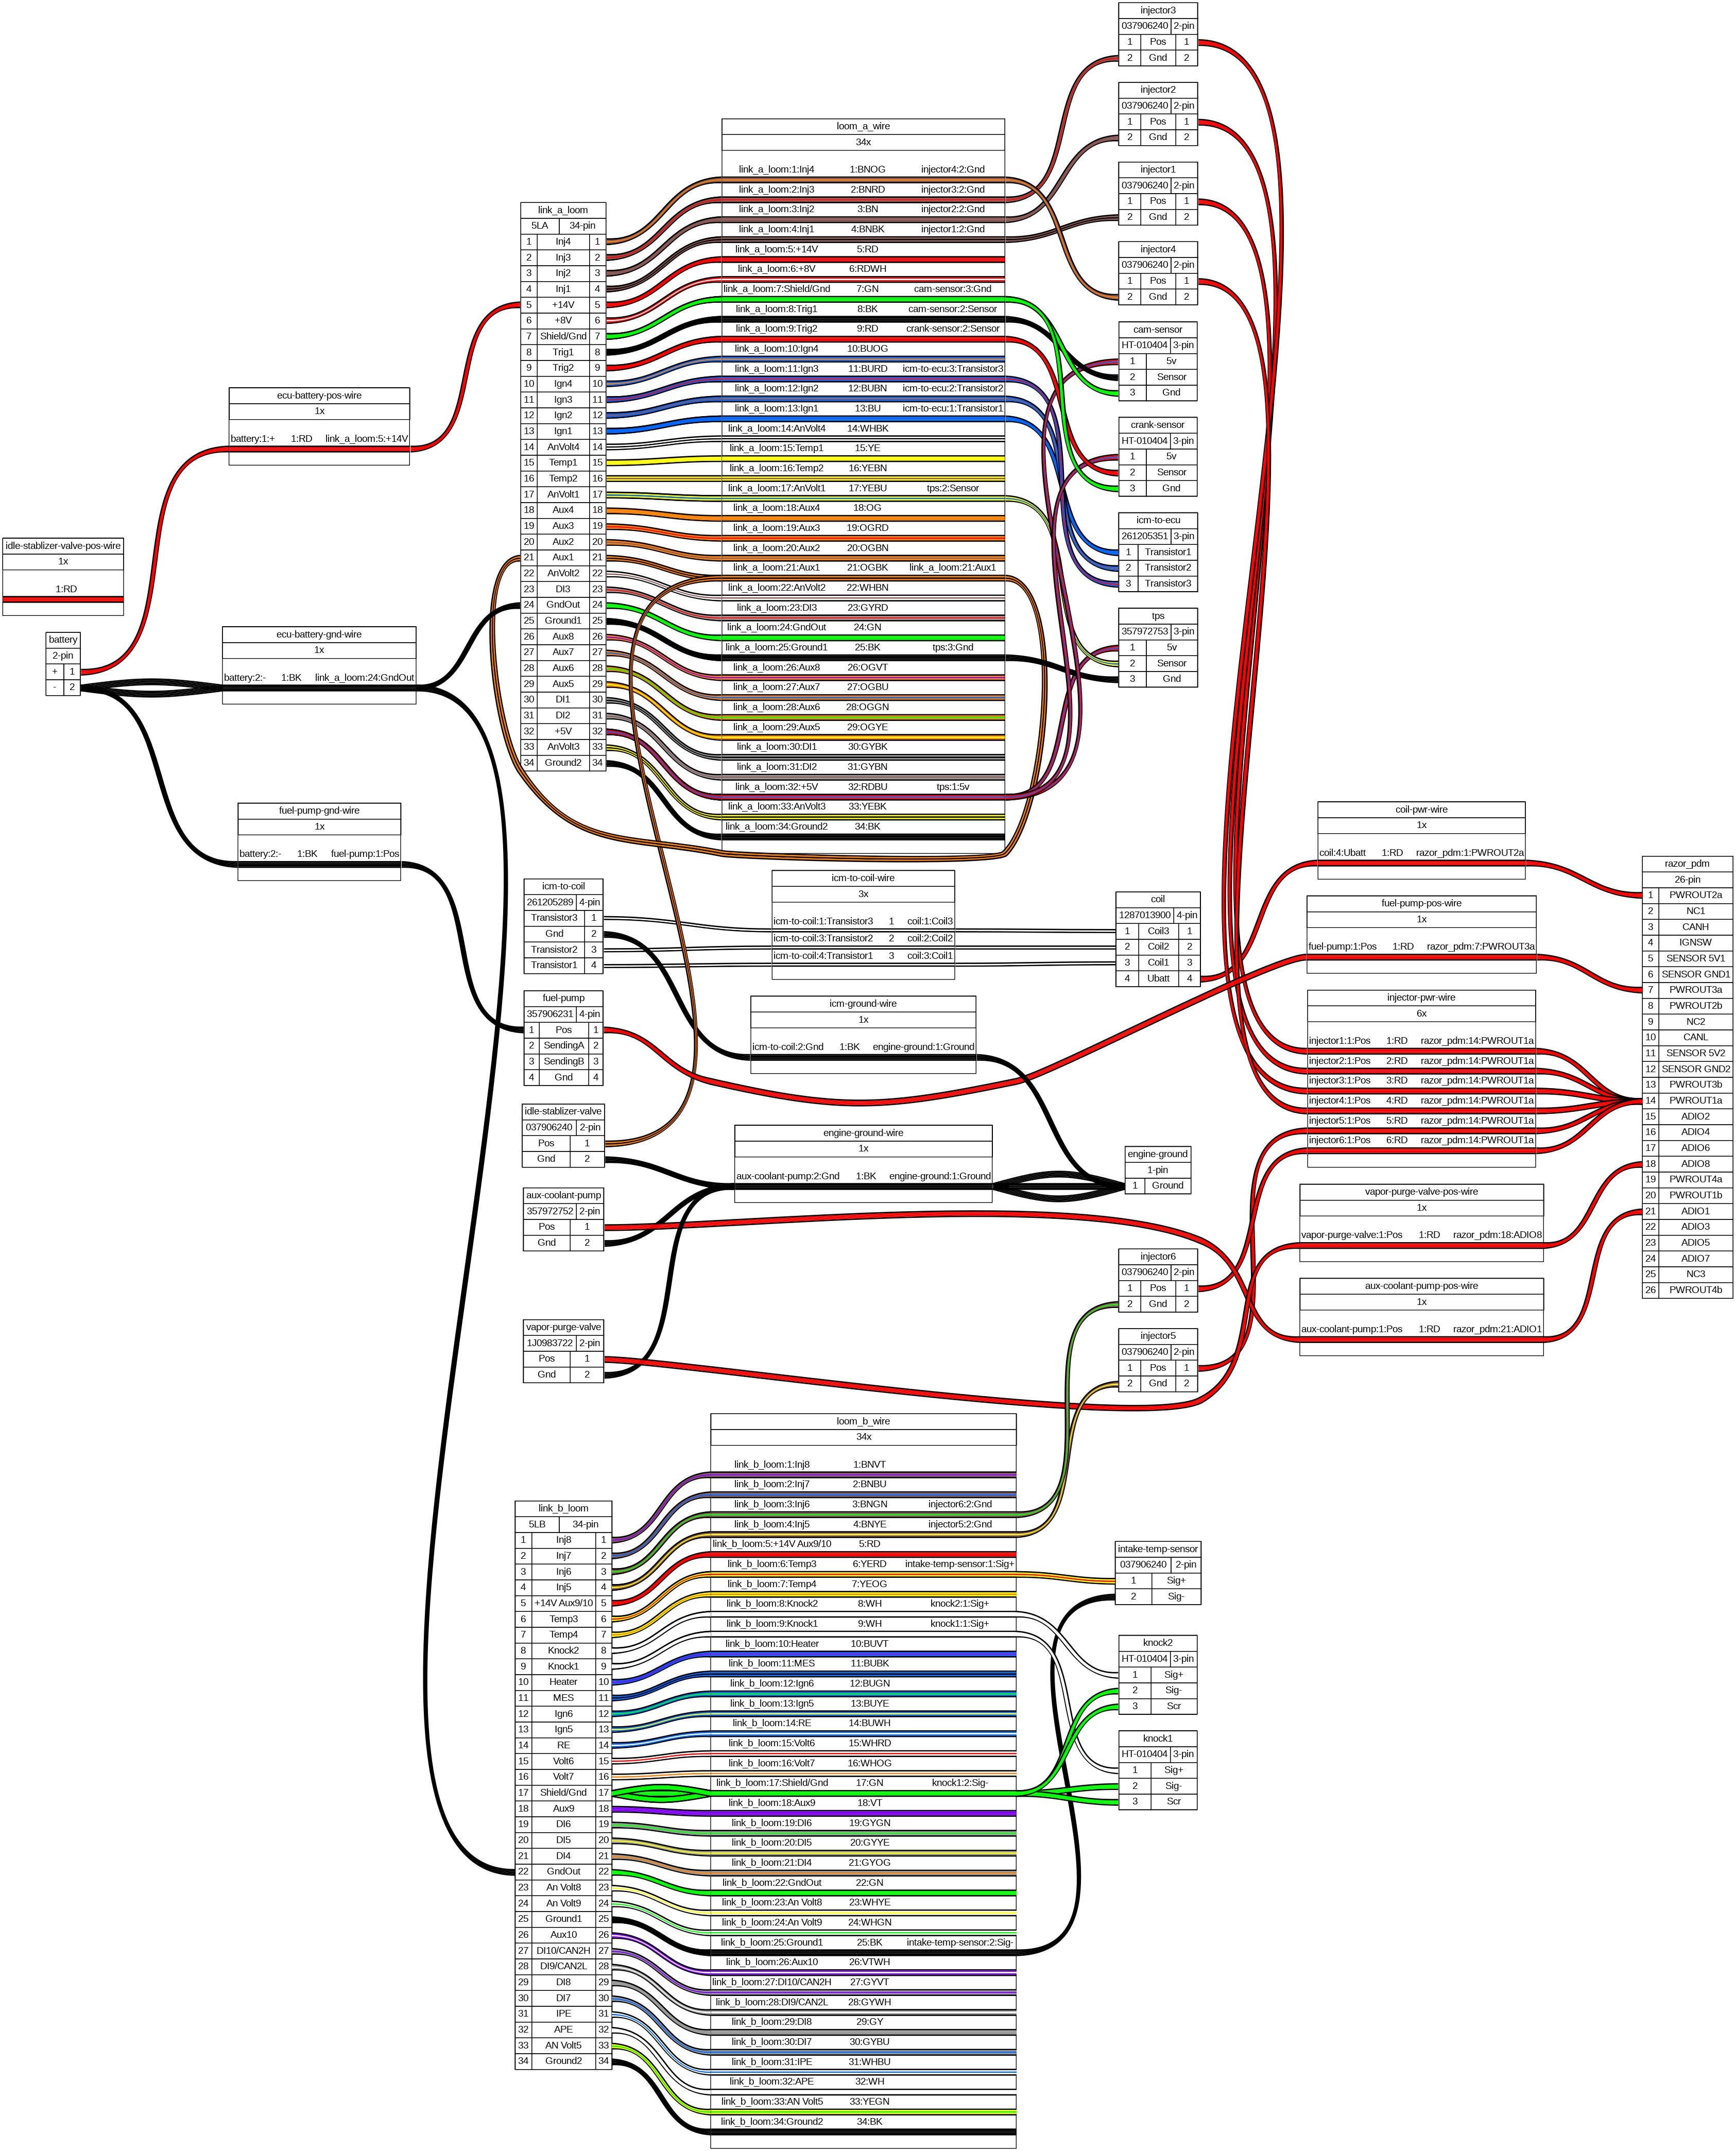 injector3
037906240 2-pin
1 Pos 1
2 Gnd 2
injector2
037906240 2-pin
1 Pos 1
2 Gnd 2
injector1
037906240 2-pin
1 Pos 1
2 Gnd 2
injector4
037906240 2-pin
1 Pos 1
2 Gnd 2
cam-sensor
HT-010404 3-pin
1 5v
2 Sensor
3 Gnd
crank-sensor
HT-010404 3-pin
1 5v
2 Sensor
3 Gnd
icm-to-ecu
261205351 3-pin
1 Transistor1
2 Transistor2
3 Transistor3
tps
357972753 3-pin
1 5v
2 Sensor
3 Gnd
loom_a_wire
34x
link_a_loom:1:Inj4 1:BNOG injector4:2:Gnd
link_a_loom:2:Inj3 2:BNRD injector3:2:Gnd
link_a_loom:3:Inj2 3:BN injector2:2:Gnd
link_a_loom:4:Inj1 4:BNBK injector1:2:Gnd
link_a_loom:5:+14V 5:RD
link_a_loom:6:+8V 6:RDWH
link_a_loom:7:Shield/Gnd 7:GN cam-sensor:3:Gnd
link_a_loom:8:Trig1 8:BK cam-sensor:2:Sensor
link_a_loom:9:Trig2 9:RD crank-sensor:2:Sensor
link_a_loom:10:Ign4 10:BUOG
link_a_loom:11:Ign3 11:BURD icm-to-ecu:3:Transistor3
link_a_loom:12:Ign2 12:BUBN icm-to-ecu:2:Transistor2
link_a_loom:13:Ign1 13:BU icm-to-ecu:1:Transistor1
link_a_loom:14:AnVolt4 14:WHBK
link_a_loom:15:Temp1 15:YE
link_a_loom:16:Temp2 16:YEBN
link_a_loom:17:AnVolt1 17:YEBU tps:2:Sensor
link_a_loom:18:Aux4 18:OG
link_a_loom:19:Aux3 19:OGRD
link_a_loom:20:Aux2 20:OGBN
link_a_loom:21:Aux1 21:OGBK link_a_loom:21:Aux1
link_a_loom:22:AnVolt2 22:WHBN
link_a_loom:23:DI3 23:GYRD
link_a_loom:24:GndOut 24:GN
link_a_loom:25:Ground1 25:BK tps:3:Gnd
link_a_loom:26:Aux8 26:OGVT
link_a_loom:27:Aux7 27:OGBU
link_a_loom:28:Aux6 28:OGGN
link_a_loom:29:Aux5 29:OGYE
link_a_loom:30:DI1 30:GYBK
link_a_loom:31:DI2 31:GYBN
link_a_loom:32:+5V 32:RDBU tps:1:5v
link_a_loom:33:AnVolt3 33:YEBK
link_a_loom:34:Ground2 34:BK
link_a_loom
5LA 34-pin
1 Inj4 1
2 Inj3 2
3 Inj2 3
4 Inj1 4
5 +14V 5
6 +8V 6
7 Shield/Gnd 7
8 Trig1 8
9 Trig2 9
10 Ign4 10
11 Ign3 11
12 Ign2 12
13 Ign1 13
14 AnVolt4 14
15 Temp1 15
16 Temp2 16
17 AnVolt1 17
18 Aux4 18
19 Aux3 19
20 Aux2 20
21 Aux1 21
22 AnVolt2 22
23 DI3 23
24 GndOut 24
25 Ground1 25
26 Aux8 26
27 Aux7 27
28 Aux6 28
29 Aux5 29
30 DI1 30
31 DI2 31
32 +5V 32
33 AnVolt3 33
34 Ground2 34
ecu-battery-pos-wire
1x
battery:1:+ 1:RD link_a_loom:5:+14V
idle-stablizer-valve-pos-wire
1x
1:RD
battery
2-pin
+ 1
- 2
ecu-battery-gnd-wire
1x
battery:2:- 1:BK link_a_loom:24:GndOut
fuel-pump-gnd-wire
1x
battery:2:- 1:BK fuel-pump:1:Pos
icm-to-coil
261205289 4-pin
Transistor3 1
Gnd 2
Transistor2 3
Transistor1 4
icm-to-coil-wire
3x
icm-to-coil:1:Transistor3 1 coil:1:Coil3
icm-to-coil:3:Transistor2 2 coil:2:Coil2
icm-to-coil:4:Transistor1 3 coil:3:Coil1
coil
1287013900 4-pin
1 Coil3 1
2 Coil2 2
3 Coil1 3
4 Ubatt 4
fuel-pump
357906231 4-pin
1 Pos 1
2 SendingA 2
3 SendingB 3
4 Gnd 4
icm-ground-wire
1x
icm-to-coil:2:Gnd 1:BK engine-ground:1:Ground
idle-stablizer-valve
037906240 2-pin
Pos 1
Gnd 2
engine-ground-wire
1x
aux-coolant-pump:2:Gnd 1:BK engine-ground:1:Ground
engine-ground
1-pin
1 Ground
aux-coolant-pump
357972752 2-pin
Pos 1
Gnd 2
vapor-purge-valve
1J0983722 2-pin
Pos 1
Gnd 2
injector6
037906240 2-pin
1 Pos 1
2 Gnd 2
injector5
037906240 2-pin
1 Pos 1
2 Gnd 2
coil-pwr-wire
1x
coil:4:Ubatt 1:RD razor_pdm:1:PWROUT2a
fuel-pump-pos-wire
1x
fuel-pump:1:Pos 1:RD razor_pdm:7:PWROUT3a
injector-pwr-wire
6x
injector1:1:Pos 1:RD razor_pdm:14:PWROUT1a
injector2:1:Pos 2:RD razor_pdm:14:PWROUT1a
injector3:1:Pos 3:RD razor_pdm:14:PWROUT1a
injector4:1:Pos 4:RD razor_pdm:14:PWROUT1a
injector5:1:Pos 5:RD razor_pdm:14:PWROUT1a
injector6:1:Pos 6:RD razor_pdm:14:PWROUT1a
vapor-purge-valve-pos-wire
1x
vapor-purge-valve:1:Pos 1:RD razor_pdm:18:ADIO8
aux-coolant-pump-pos-wire
1x
aux-coolant-pump:1:Pos 1:RD razor_pdm:21:ADIO1
razor_pdm
26-pin
1 PWROUT2a
2 NC1
3 CANH
4 IGNSW
5 SENSOR 5V1
6 SENSOR GND1
7 PWROUT3a
8 PWROUT2b
9 NC2
10 CANL
11 SENSOR 5V2
12 SENSOR GND2
13 PWROUT3b
14 PWROUT1a
15 ADIO2
16 ADIO4
17 ADIO6
18 ADIO8
19 PWROUT4a
20 PWROUT1b
21 ADIO1
22 ADIO3
23 ADIO5
24 ADIO7
25 NC3
26 PWROUT4b
loom_b_wire
34x
link_b_loom:1:Inj8 1:BNVT
link_b_loom:2:Inj7 2:BNBU
link_b_loom:3:Inj6 3:BNGN injector6:2:Gnd
link_b_loom:4:Inj5 4:BNYE injector5:2:Gnd
link_b_loom:5:+14V Aux9/10 5:RD
link_b_loom:6:Temp3 6:YERD intake-temp-sensor:1:Sig+
link_b_loom:7:Temp4 7:YEOG
link_b_loom:8:Knock2 8:WH knock2:1:Sig+
link_b_loom:9:Knock1 9:WH knock1:1:Sig+
link_b_loom:10:Heater 10:BUVT
link_b_loom:11:MES 11:BUBK
link_b_loom:12:Ign6 12:BUGN
link_b_loom:13:Ign5 13:BUYE
link_b_loom:14:RE 14:BUWH
link_b_loom:15:Volt6 15:WHRD
link_b_loom:16:Volt7 16:WHOG
link_b_loom:17:Shield/Gnd 17:GN knock1:2:Sig-
link_b_loom:18:Aux9 18:VT
link_b_loom:19:DI6 19:GYGN
link_b_loom:20:DI5 20:GYYE
link_b_loom:21:DI4 21:GYOG
link_b_loom:22:GndOut 22:GN
link_b_loom:23:An Volt8 23:WHYE
link_b_loom:24:An Volt9 24:WHGN
link_b_loom:25:Ground1 25:BK intake-temp-sensor:2:Sig-
link_b_loom:26:Aux10 26:VTWH
link_b_loom:27:DI10/CAN2H 27:GYVT
link_b_loom:28:DI9/CAN2L 28:GYWH
link_b_loom:29:DI8 29:GY
link_b_loom:30:DI7 30:GYBU
link_b_loom:31:IPE 31:WHBU
link_b_loom:32:APE 32:WH
link_b_loom:33:AN Volt5 33:YEGN
link_b_loom:34:Ground2 34:BK
link_b_loom
5LB 34-pin
1 Inj8 1
2 Inj7 2
3 Inj6 3
4 Inj5 4
5 +14V Aux9/10 5
6 Temp3 6
7 Temp4 7
8 Knock2 8
9 Knock1 9
10 Heater 10
11 MES 11
12 Ign6 12
13 Ign5 13
14 RE 14
15 Volt6 15
16 Volt7 16
17 Shield/Gnd 17
18 Aux9 18
19 DI6 19
20 DI5 20
21 DI4 21
22 GndOut 22
23 An Volt8 23
24 An Volt9 24
25 Ground1 25
26 Aux10 26
27 DI10/CAN2H 27
28 DI9/CAN2L 28
29 DI8 29
30 DI7 30
31 IPE 31
32 APE 32
33 AN Volt5 33
34 Ground2 34
intake-temp-sensor
037906240 2-pin
1 Sig+
2 Sig-
knock2
HT-010404 3-pin
1 Sig+
2 Sig-
3 Scr
knock1
HT-010404 3-pin
1 Sig+
2 Sig-
3 Scr